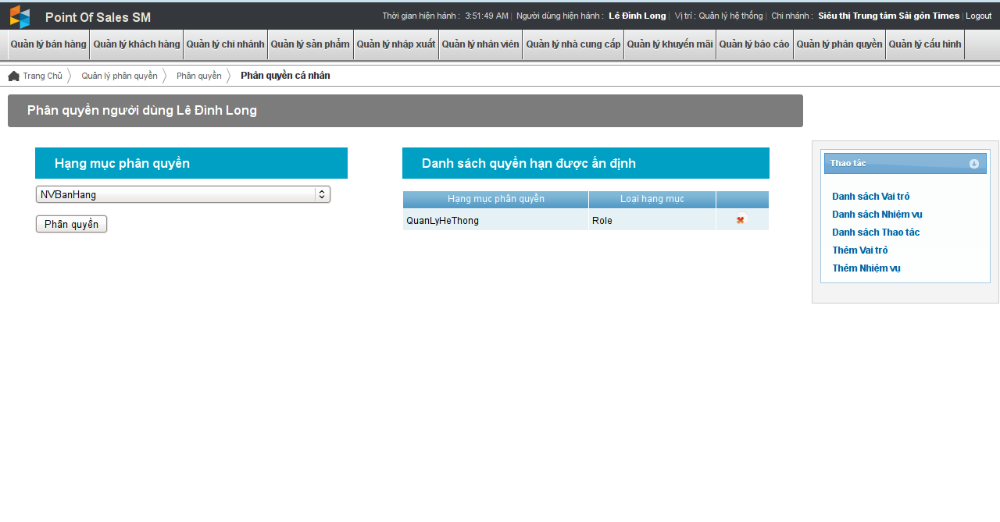 Point Of Sales SM
Thời gian hiện hành : 3:51:49 AM | Người dùng hiện hành : Lê Đình Long | Vị trí : Quản lý hệ thống | Chi nhánh : Siêu thị Trung tâm Sài gòn Times | Logout
Quản lý bán hàng Quản lý khách hàng Quản lý chi nhánh Quản lý sản phẩm Quản lý nhập xuất Quản lý nhân viên Quản lý nhà cung cấp Quản lý khuyến mãi Quản lý báo cáo Quản lý phân quyền Quản lý cấu hình
Trang Chủ Quản lý phân quyền Phân quyền Phân quyền cá nhân
Phân quyền người dùng Lê Đình Long
Hạng mục phân quyền
NVBanHang
Phân quyền
Danh sách quyền hạn được ấn định
Hạng mục phân quyền Loại hạng mục
QuanLyHeThong Role
Thao tác
Danh sách Vai trò
Danh sách Nhiệm vụ
Danh sách Thao tác
Thêm Vai trò
Thêm Nhiệm vụ